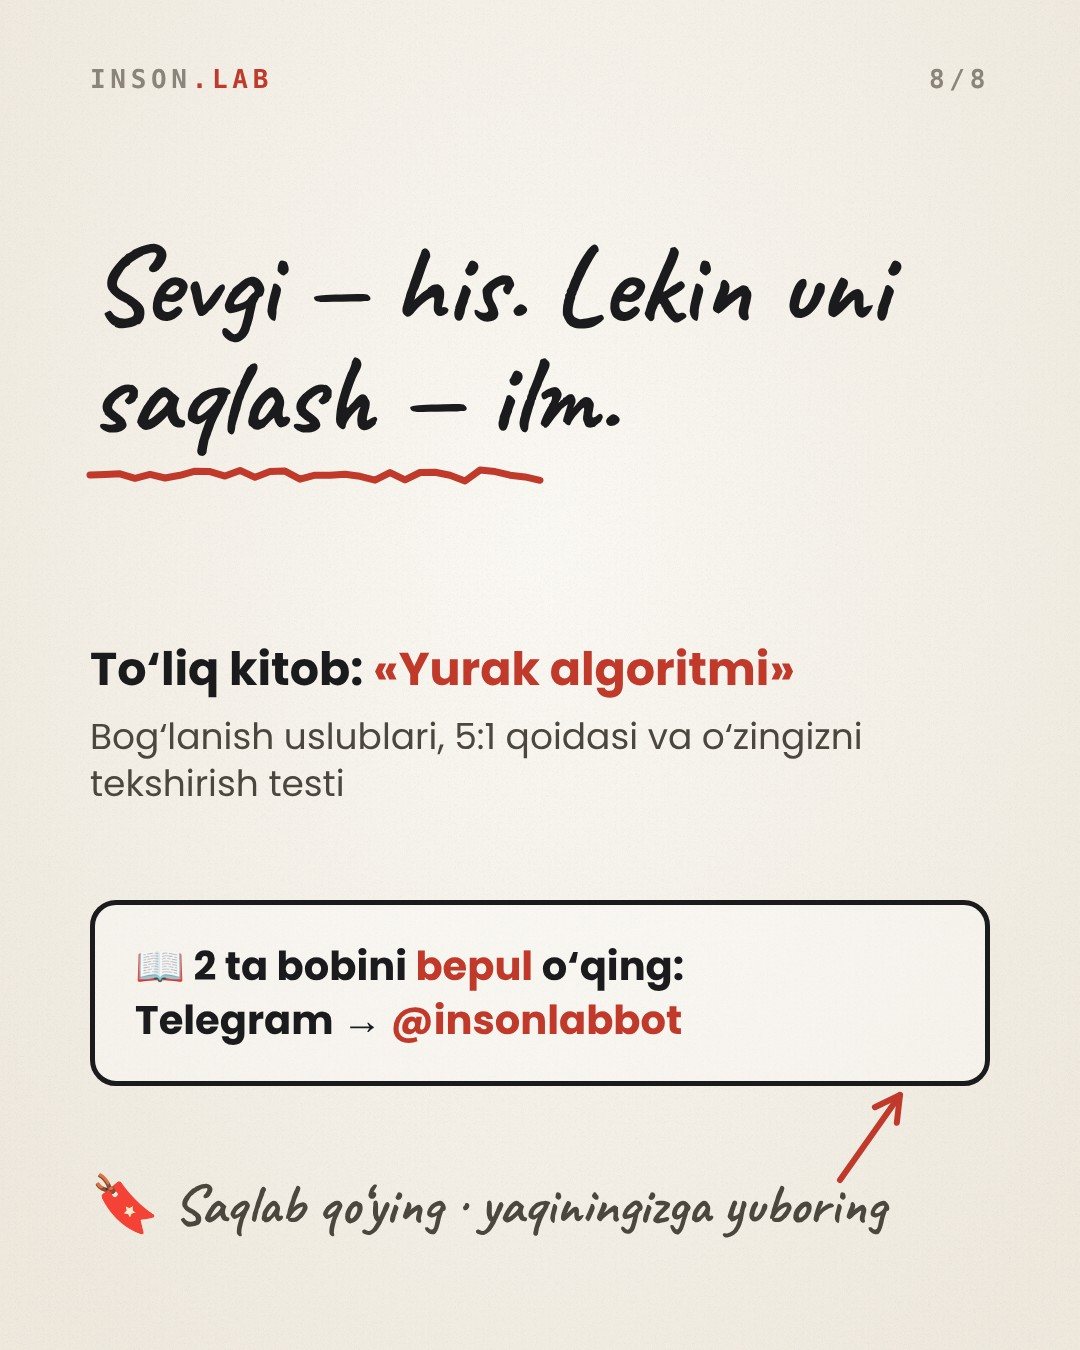 INSON.LAB
8/8
Sevgi – his. Lekin uni
saqlash – ilm.
To‘liq kitob: «Yurak algoritmi»
Bog‘lanish uslublari, 5:1 qoidasi va o‘zingizni
tekshirish testi
📖 2 ta bobini bepul o‘qing:
Telegram → @insonlabbot
🔖 Saqlab qo‘ying · yaqiningizga yuboring